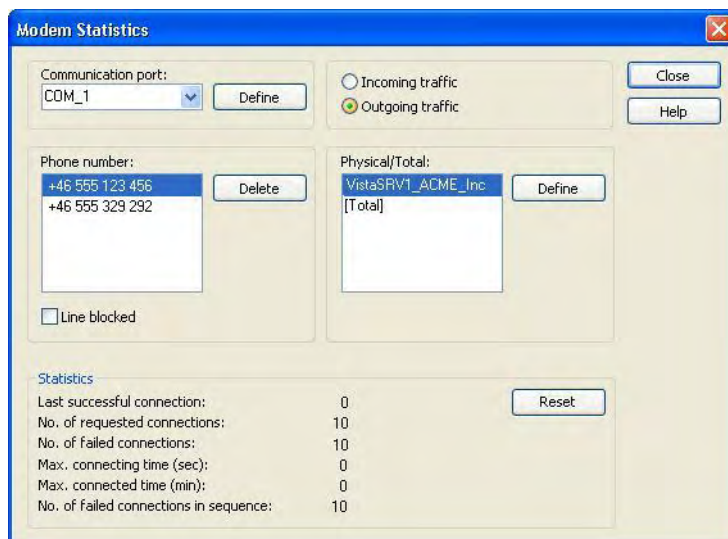 Modem Statistics
Communication port:
COM_1
Define
Incoming traffic
Outgoing traffic
Close
Help
Phone number:
+46 555 123 456
+46 555 329 292
Delete
Line blocked
Physical/Total:
VistaSRV1_ACME_Inc
[Total]
Define
Statistics
Last successful connection: 0
No. of requested connections: 10
No. of failed connections: 10
Max. connecting time (sec): 0
Max. connected time (min): 0
No. of failed connections in sequence: 10
Reset